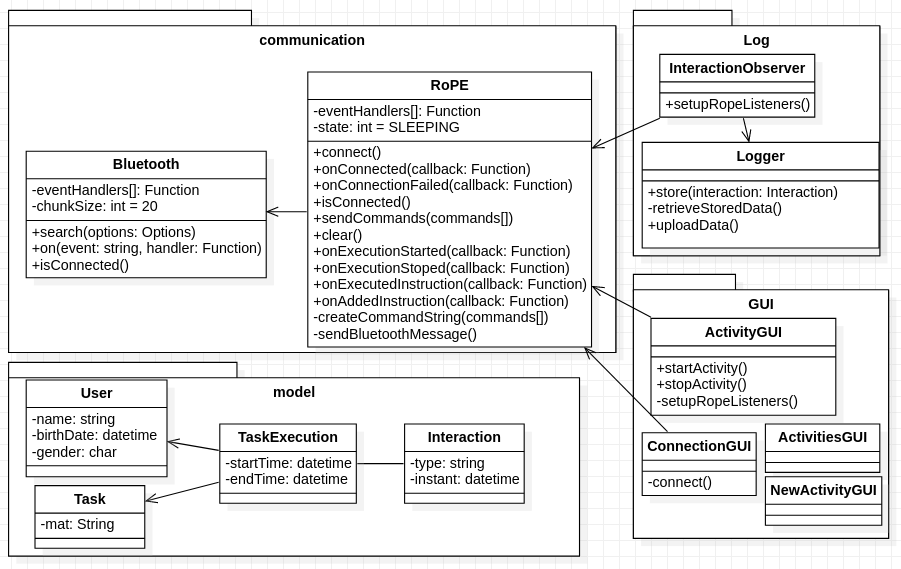 communication
RoPE
-eventHandlers[]: Function
-state: int = SLEEPING
+connect()
+onConnected(callback: Function)
+onConnectionFailed(callback: Function)
+isConnected()
+sendCommands(commands[])
+clear()
+onExecutionStarted(callback: Function)
+onExecutionStoped(callback: Function)
+onExecutedInstruction(callback: Function)
+onAddedInstruction(callback: Function)
-createCommandString(commands[])
-sendBluetoothMessage()
Bluetooth
-eventHandlers[]: Function
-chunkSize: int = 20
+search(options: Options)
+on(event: string, handler: Function)
+isConnected()
Log
InteractionObserver
+setupRopeListeners()
Logger
+store(interaction: Interaction)
-retrieveStoredData()
+uploadData()
GUI
ActivityGUI
+startActivity()
+stopActivity()
-setupRopeListeners()
ConnectionGUI
-connect()
ActivitiesGUI
NewActivityGUI
model
User
-name: string
-birthDate: datetime
-gender: char
Task
-mat: String
TaskExecution
-startTime: datetime
-endTime: datetime
Interaction
-type: string
-instant: datetime